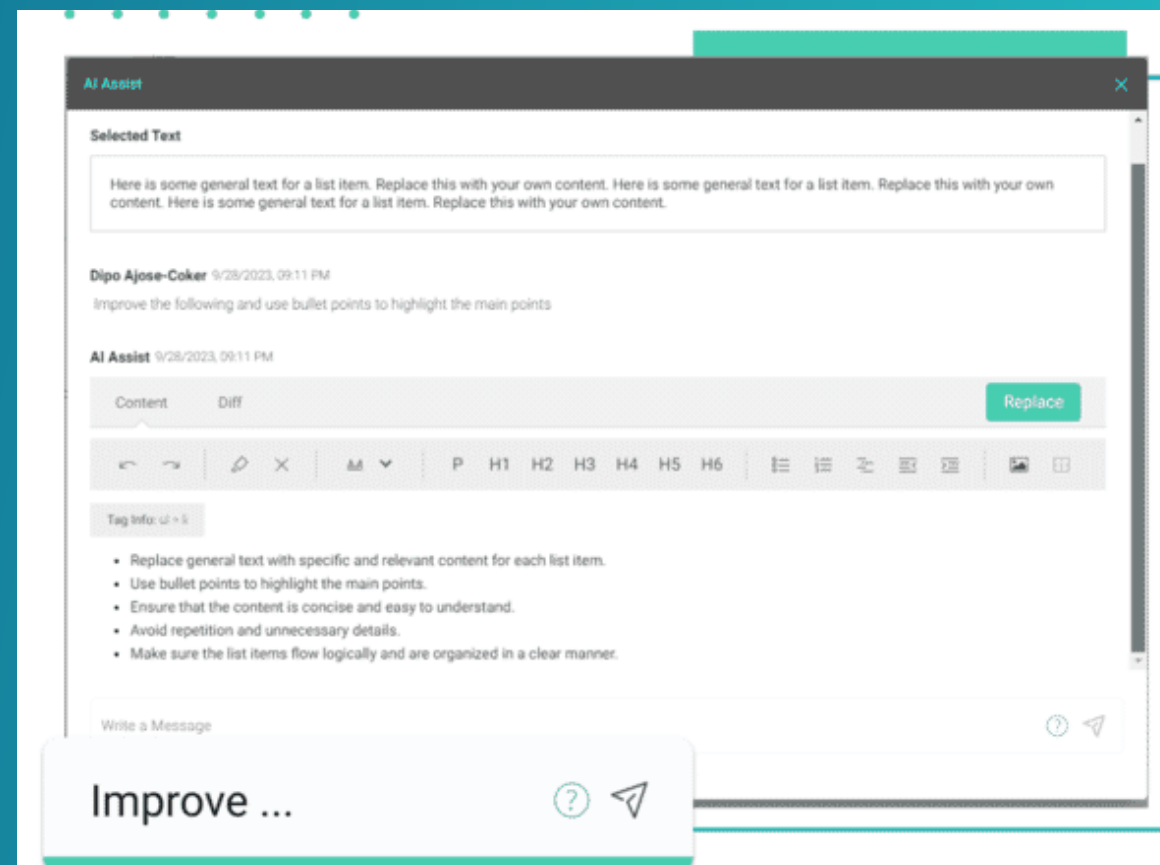 AI Assist
Selected Text
Here is some general text for a list item. Replace this with your own content. Here is some general text for a list item. Replace this with your own
content. Here is some general text for a list item. Replace this with your own content.
Dipo Ajose-Coker 9/28/2023, 09:11 PM
Improve the following and use bullet points to highlight the main points
AI Assist 9/28/2023, 09:11 PM
Content Diff Replace
P H1 H2 H3 H4 H5 H6
Tag Info: ul > li
• Replace general text with specific and relevant content for each list item.
• Use bullet points to highlight the main points.
• Ensure that the content is concise and easy to understand.
• Avoid repetition and unnecessary details.
• Make sure the list items flow logically and are organized in a clear manner.
Write a Message
Improve ...